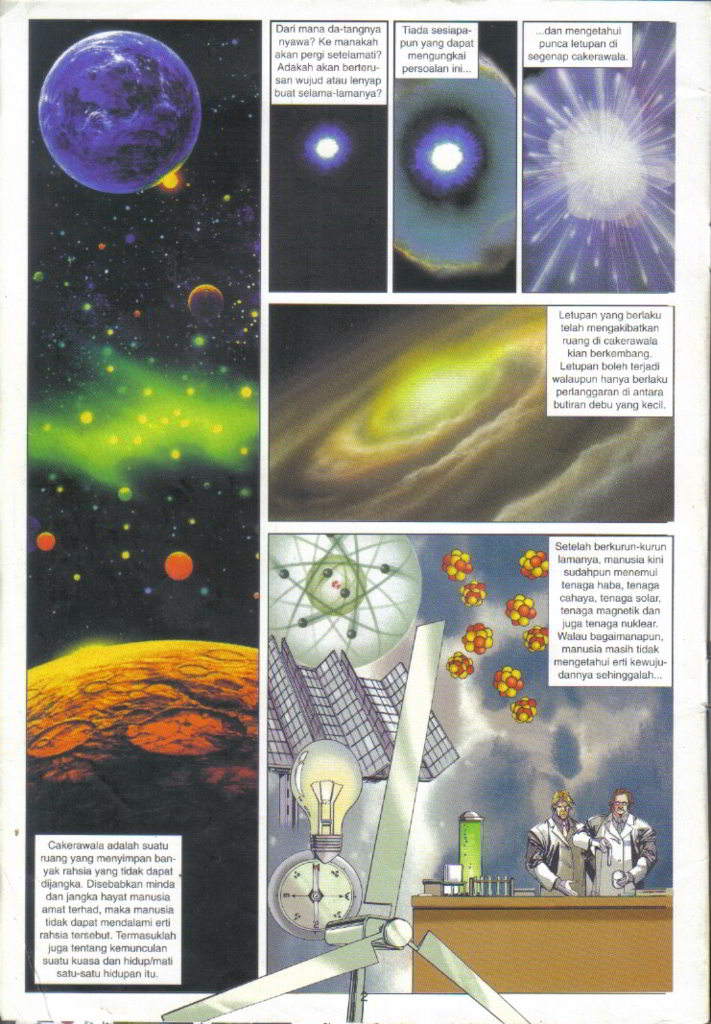 Cakerawala adalah suatu
ruang yang menyimpan ban-
yak rahsia yang tidak dapat
dijangka. Disebabkan minda
dan jangka hayat manusia
amat terhad, maka manusia
tidak dapat mendalami erti
rahsia tersebut. Termasuklah
juga tentang kemunculan
suatu kuasa dan hidup/mati
satu-satu hidupan itu.
Dari mana da-tangnya
nyawa? Ke manakah
akan pergi setelamati?
Adakah akan berteru-
san wujud atau lenyap
buat selama-lamanya?
Tiada sesiapa-
pun yang dapat
mengungkai
persoalan ini...
...dan mengetahui
punca letupan di
segenap cakerawala.
Letupan yang berlaku
telah mengakibatkan
ruang di cakerawala
kian berkembang.
Letupan boleh terjadi
walaupun hanya berlaku
perlanggaran di antara
butiran debu yang kecil.
Setelah berkurun-kurun
lamanya, manusia kini
sudahpun menemui
tenaga haba, tenaga
cahaya, tenaga solar,
tenaga magnetik dan
juga tenaga nuklear.
Walau bagaimanapun,
manusia masih tidak
mengetahui erti kewuju-
dannya sehinggalah...
2